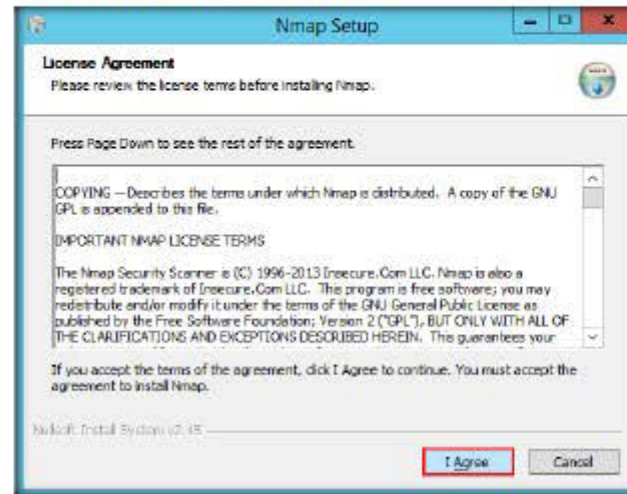 Nmap Setup
License Agreement
Please review the license terms before installing Nmap.
Press Page Down to see the rest of the agreement.
COPYING -- Describes the terms under which Nmap is distributed. A copy of the GNU
GPL is appended to this file.
IMPORTANT NMAP LICENSE TERMS
The Nmap Security Scanner is (C) 1996-2013 Insecure.Com LLC. Nmap is also a
registered trademark of Insecure.Com LLC. This program is free software; you may
redistribute and/or modify it under the terms of the GNU General Public License as
published by the Free Software Foundation; Version 2 ("GPL"), BUT ONLY WITH ALL OF
THE CLARIFICATIONS AND EXCEPTIONS DESCRIBED HEREIN. This guarantees your
If you accept the terms of the agreement, click I Agree to continue. You must accept the
agreement to install Nmap.
Nullsoft Install System v2.45
I Agree
Cancel